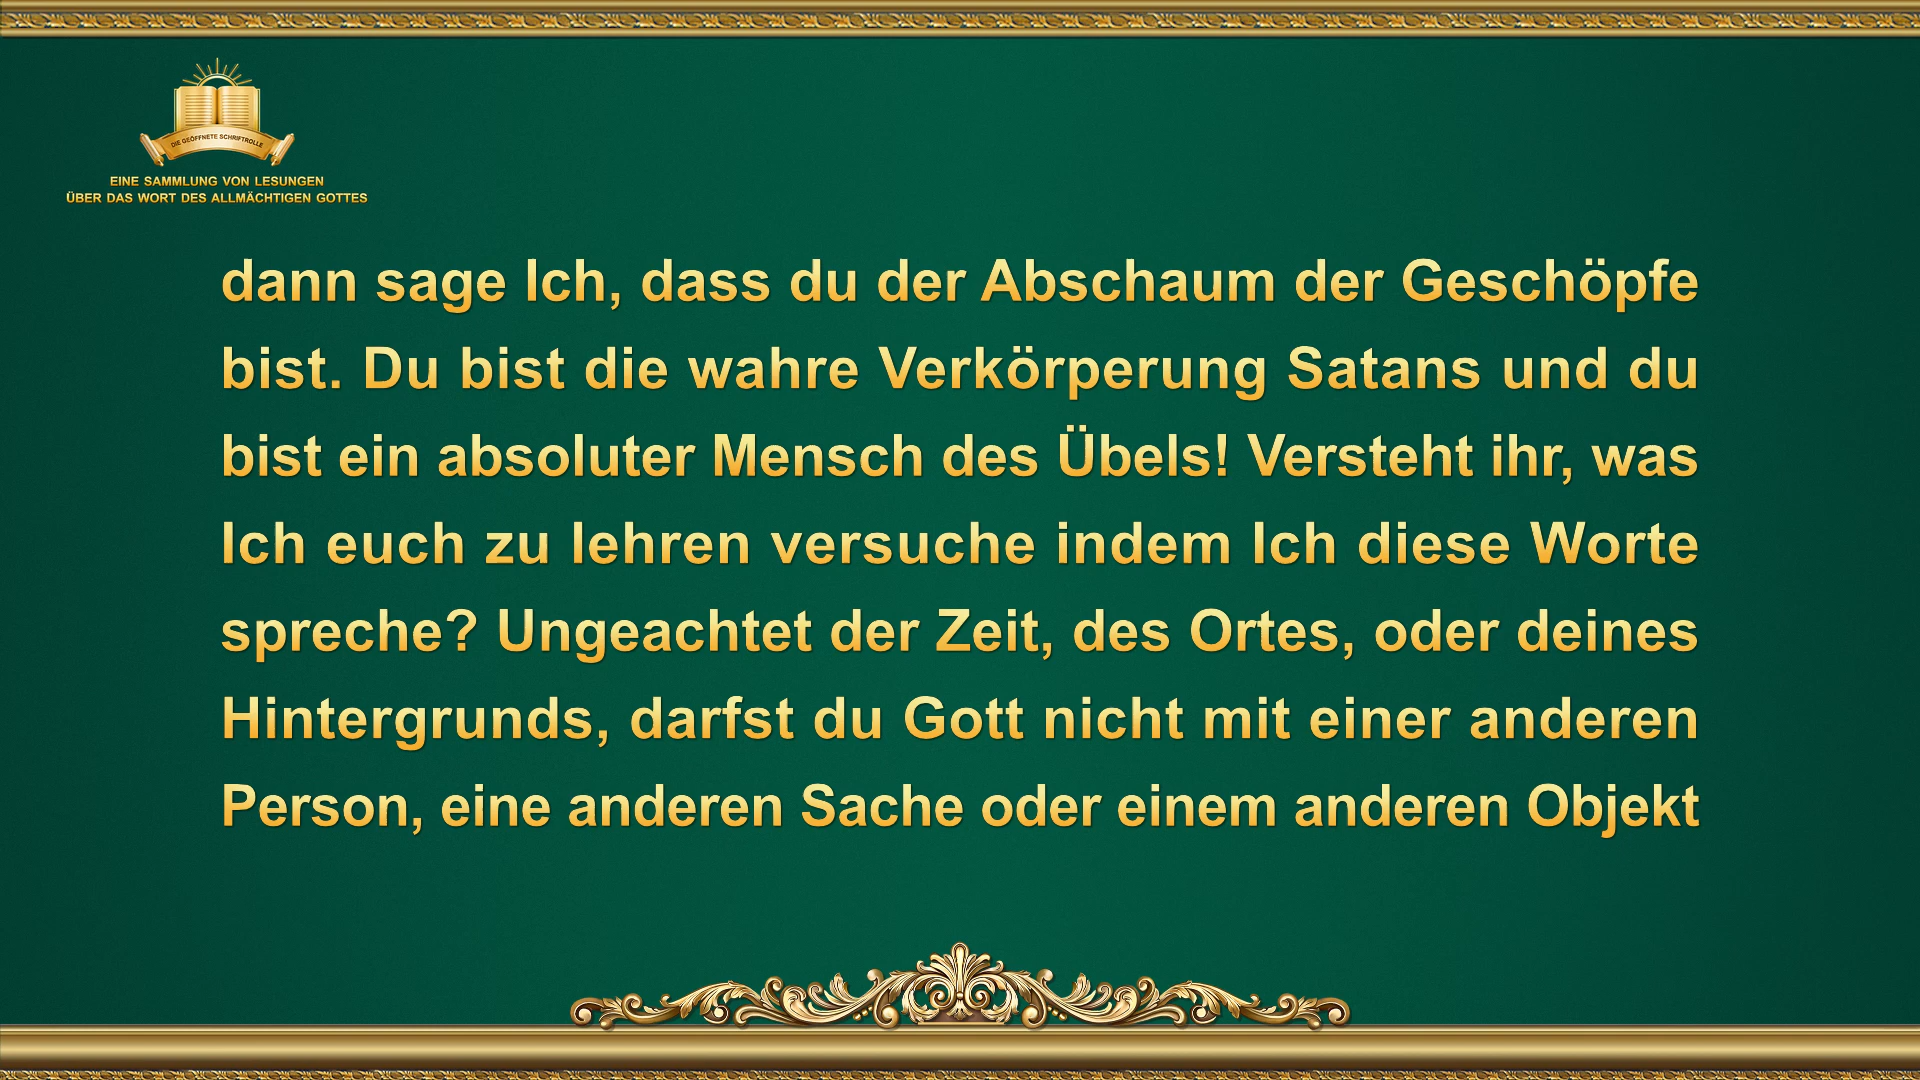 DIE GEÖFFNETE SCHRIFTROLLE
EINE SAMMLUNG VON LESUNGEN
ÜBER DAS WORT DES ALLMÄCHTIGEN GOTTES
dann sage Ich, dass du der Abschaum der Geschöpfe
bist. Du bist die wahre Verkörperung Satans und du
bist ein absoluter Mensch des Übels! Versteht ihr, was
Ich euch zu lehren versuche indem Ich diese Worte
spreche? Ungeachtet der Zeit, des Ortes, oder deines
Hintergrunds, darfst du Gott nicht mit einer anderen
Person, eine anderen Sache oder einem anderen Objekt